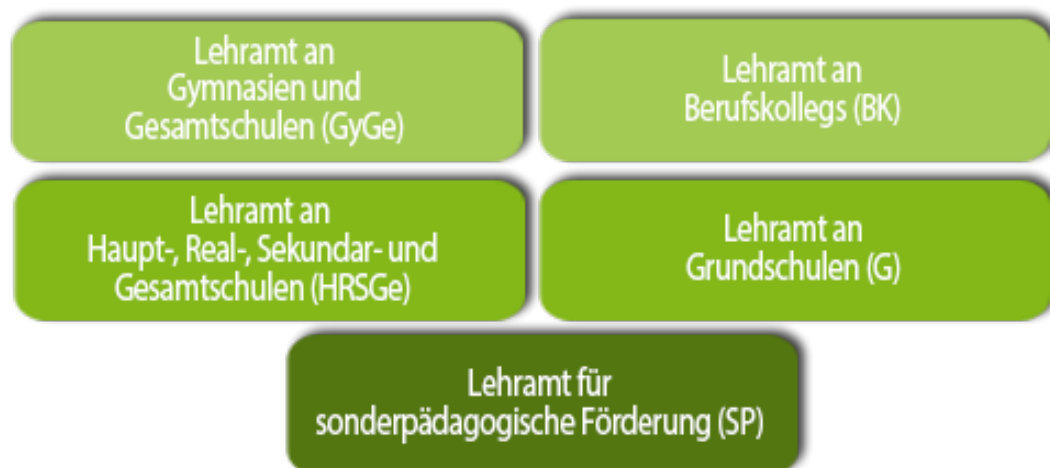 Lehramt an
Gymnasien und
Gesamtschulen (GyGe)
Lehramt an
Berufskollegs (BK)
Lehramt an
Haupt-, Real-, Sekundar- und
Gesamtschulen (HRSGe)
Lehramt an
Grundschulen (G)
Lehramt für
sonderpädagogische Förderung (SP)